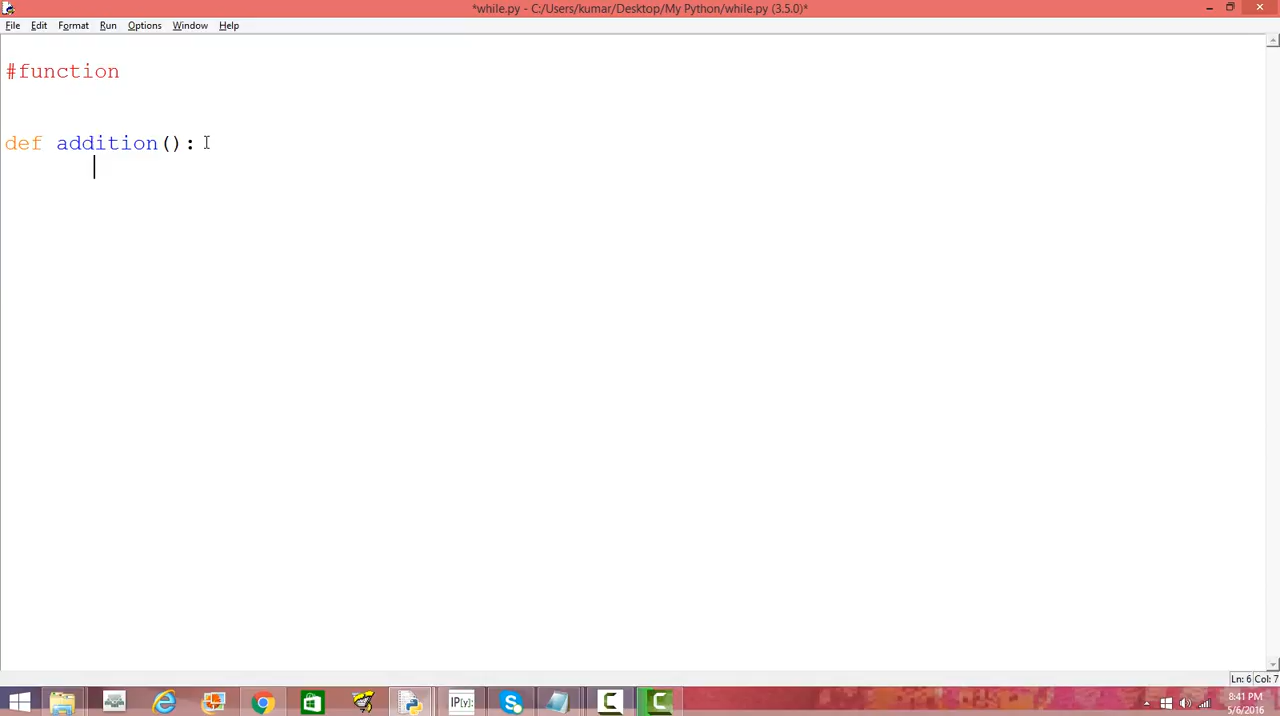 *while.py - C:/Users/kumar/Desktop/My Python/while.py (3.5.0)*
File Edit Format Run Options Window Help
#function
def addition():
Ln: 6 Col: 7
IP[y]:
8:41 PM
5/6/2016